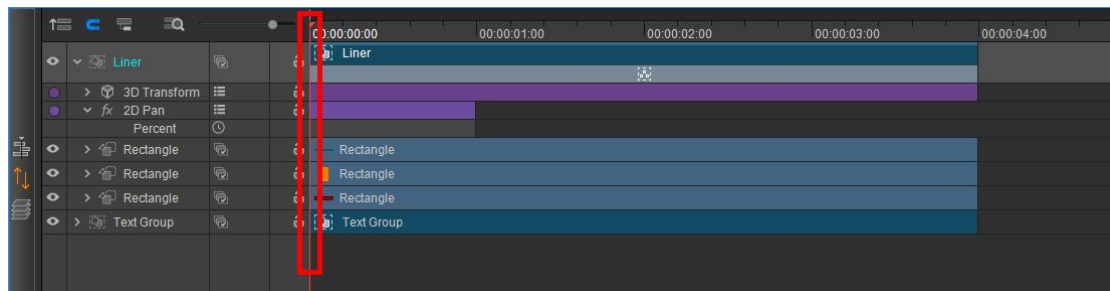 00:00:00:00 00:00:01:00 00:00:02:00 00:00:03:00 00:00:04:00
Liner Liner
3D Transform
fx 2D Pan
Percent
Rectangle Rectangle
Rectangle Rectangle
Rectangle Rectangle
Text Group Text Group